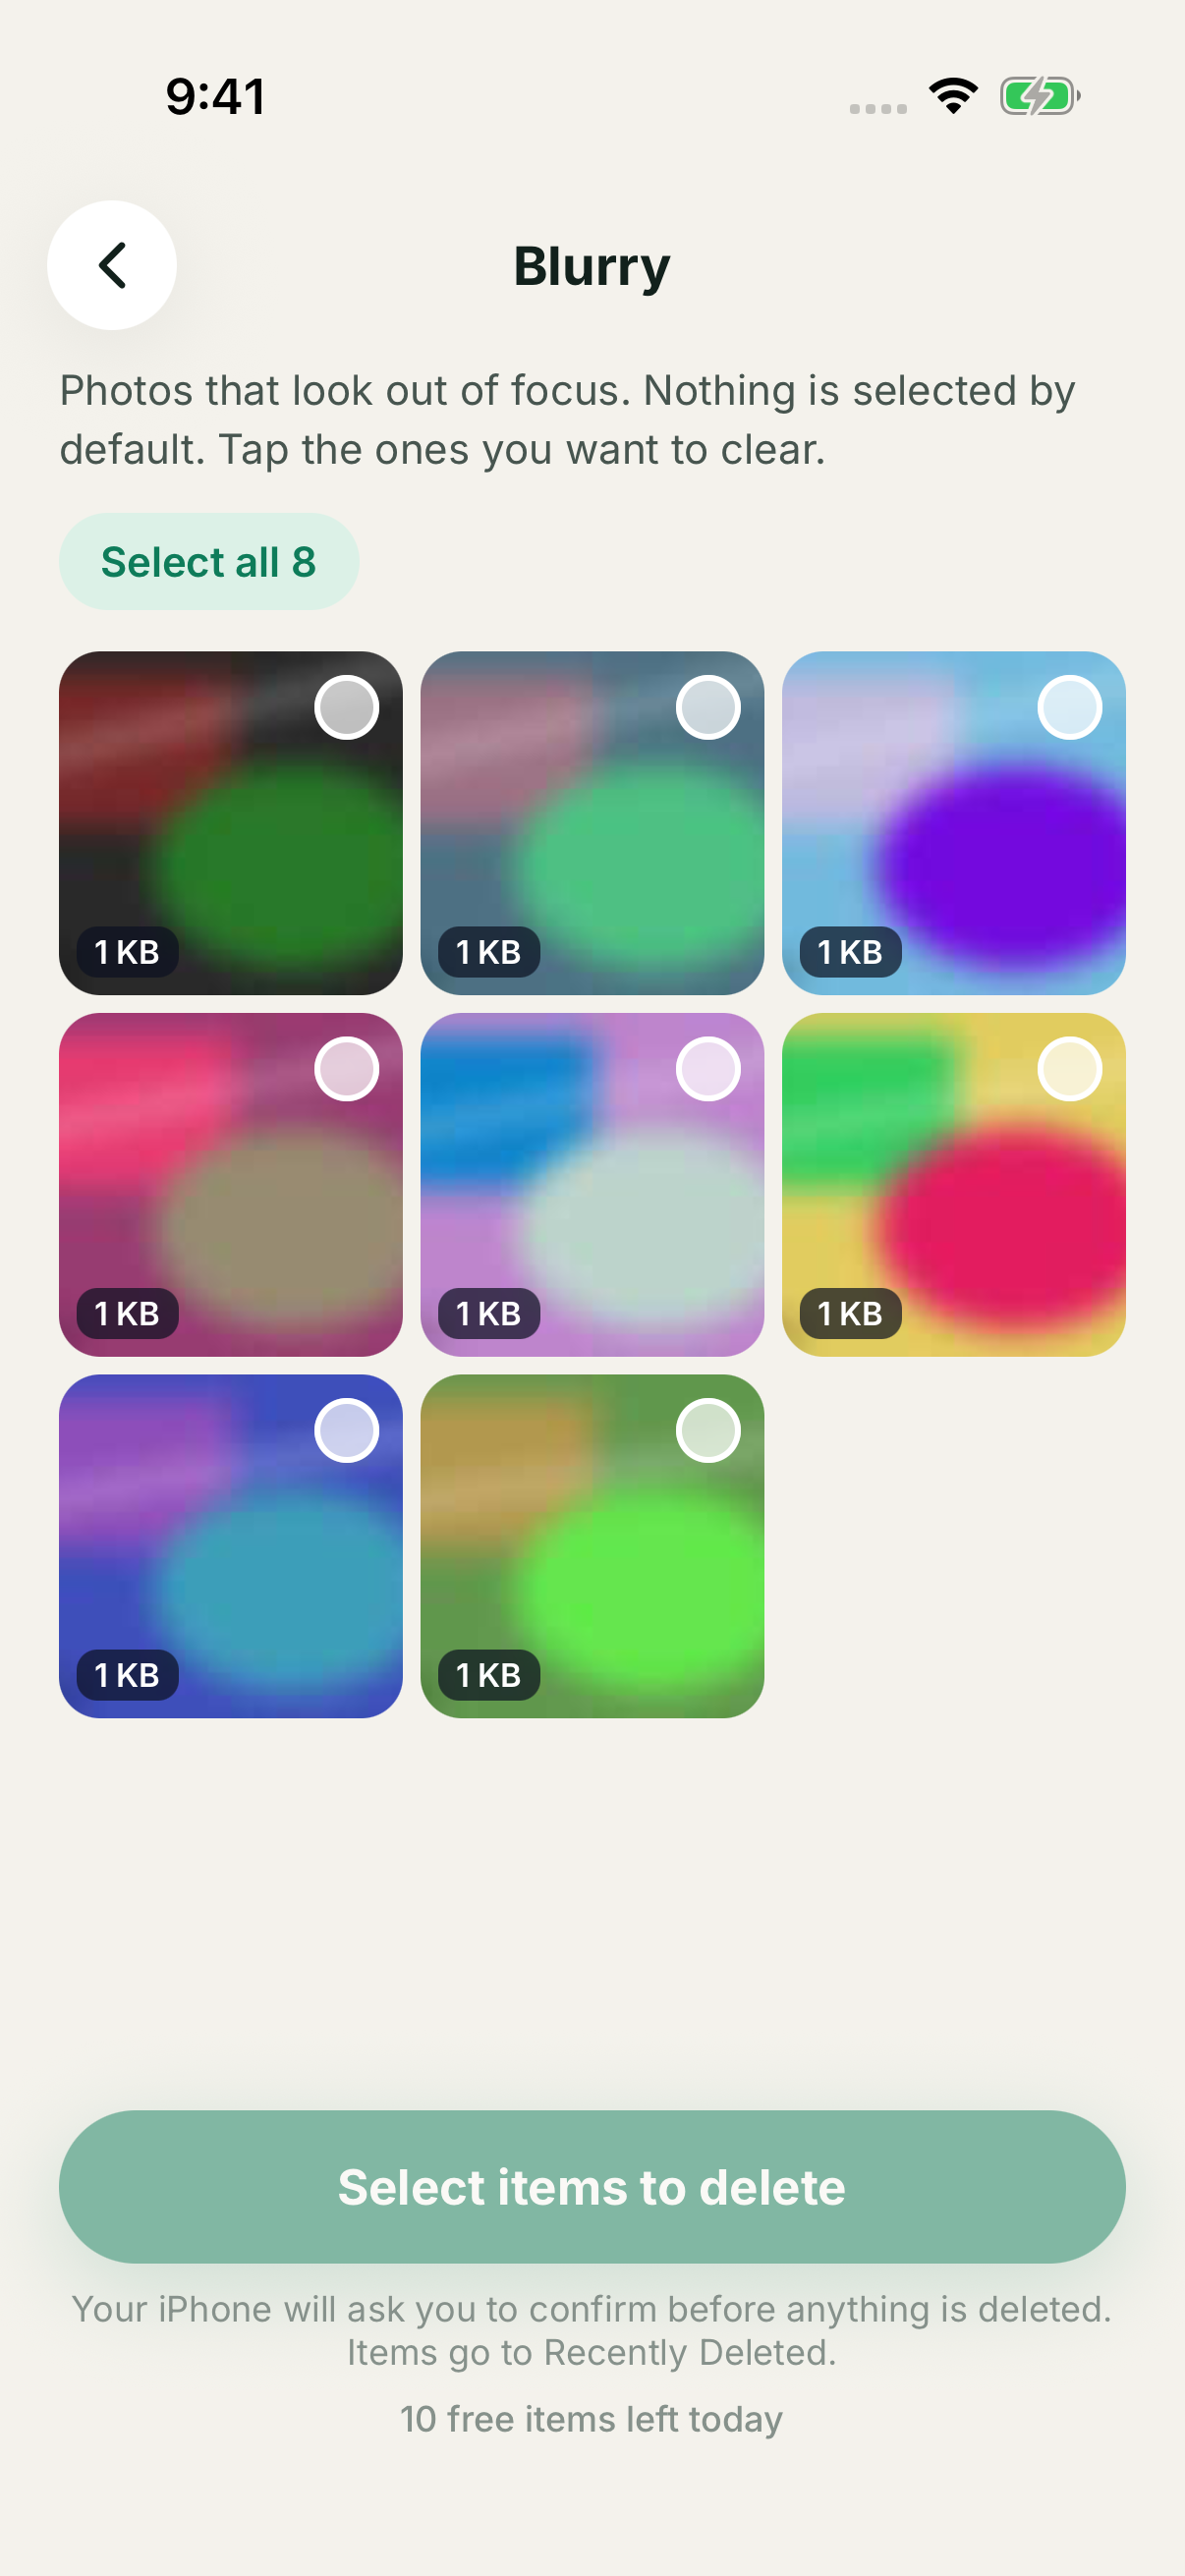 9:41
Blurry
Photos that look out of focus. Nothing is selected by
default. Tap the ones you want to clear.
Select all 8
1 KB
1 KB
1 KB
1 KB
1 KB
1 KB
1 KB
1 KB
Select items to delete
Your iPhone will ask you to confirm before anything is deleted.
Items go to Recently Deleted.
10 free items left today